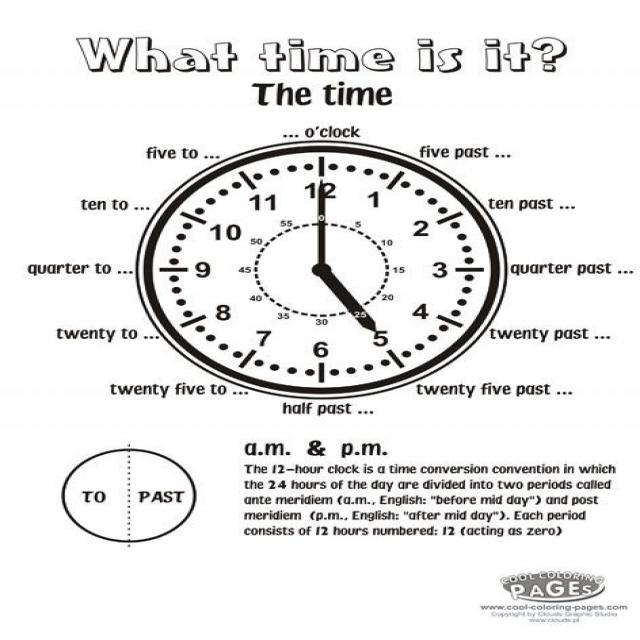 What time is it?
The time
... o'clock
five to ...
five past ...
ten to ...
ten past ...
quarter to ...
quarter past ...
twenty to ...
twenty past ...
twenty five to ...
twenty five past ...
half past ...
12
1
2
3
4
5
6
7
8
9
10
11
0
5
10
15
20
25
30
35
40
45
50
55
TO
PAST
a.m. & p.m.
The 12-hour clock is a time conversion convention in which
the 24 hours of the day are divided into two periods called
ante meridiem (a.m., English: "before mid day") and post
meridiem (p.m., English: "after mid day"). Each period
consists of 12 hours numbered: 12 (acting as zero)
COOL COLORING
PAGES
www.cool-coloring-pages.com
Copyright by Clouds Graphic Studio
www.clouds.pl